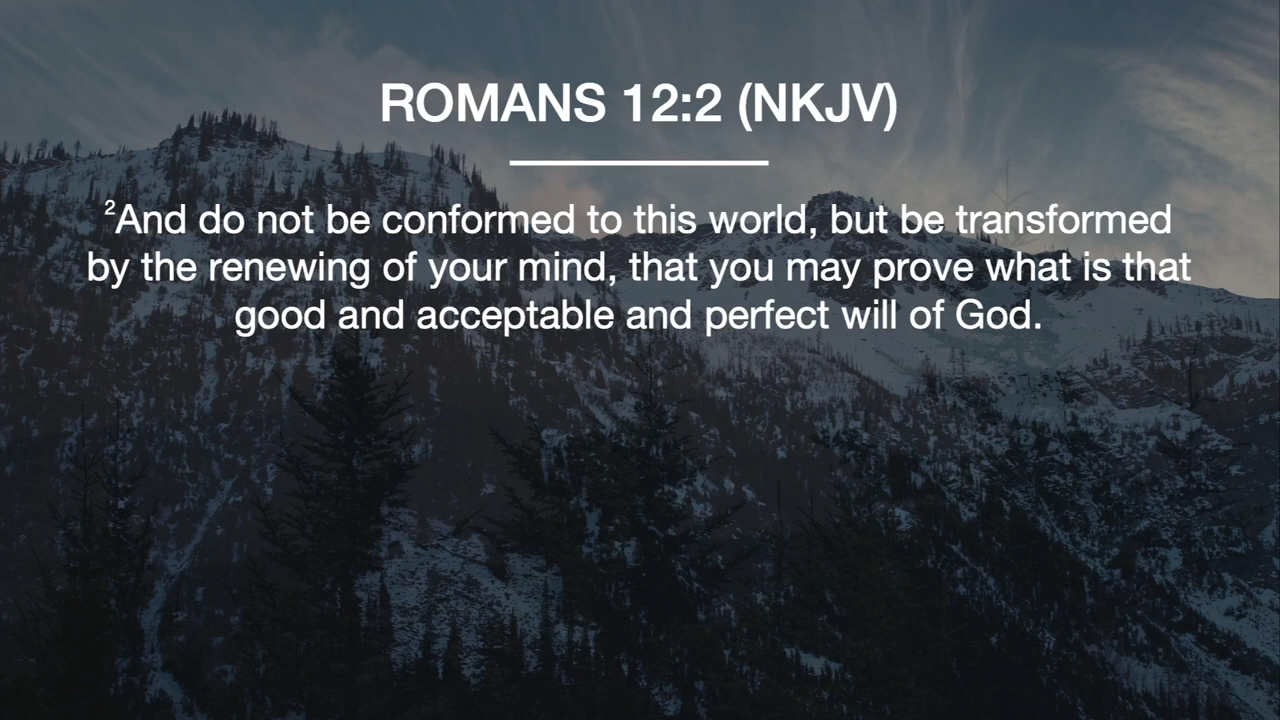 ROMANS 12:2 (NKJV)
²And do not be conformed to this world, but be transformed
by the renewing of your mind, that you may prove what is that
good and acceptable and perfect will of God.